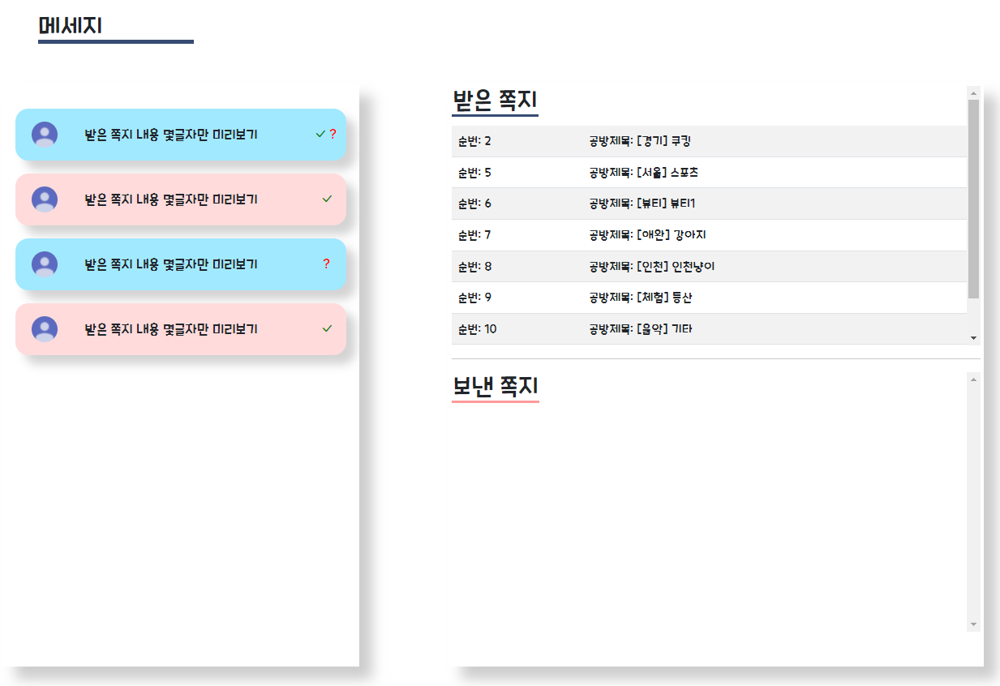 메세지
받은 쪽지 내용 몇글자만 미리보기 ✓ ?
받은 쪽지 내용 몇글자만 미리보기 ✓
받은 쪽지 내용 몇글자만 미리보기 ?
받은 쪽지 내용 몇글자만 미리보기 ✓
받은 쪽지
순번: 2 공방제목: [경기] 쿠킹
순번: 5 공방제목: [서울] 스포츠
순번: 6 공방제목: [뷰티] 뷰티1
순번: 7 공방제목: [애완] 강아지
순번: 8 공방제목: [인천] 인천냥이
순번: 9 공방제목: [체험] 등산
순번: 10 공방제목: [음악] 기타
보낸 쪽지